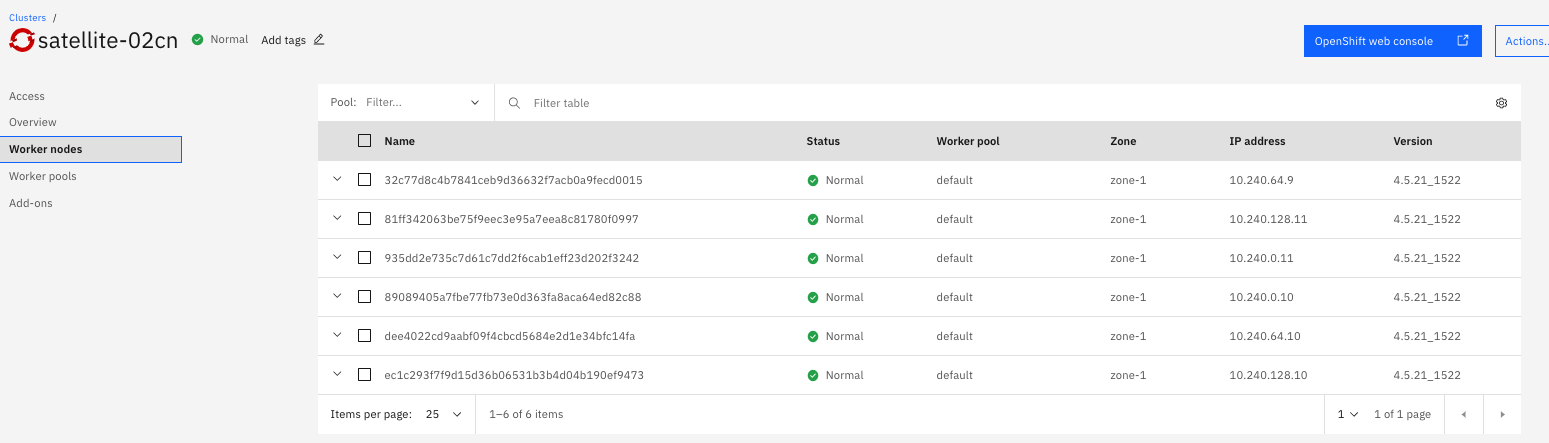 Clusters /
satellite-02cn Normal Add tags OpenShift web console Actions...
Access
Overview
Worker nodes
Worker pools
Add-ons
Pool: Filter... Filter table
Name Status Worker pool Zone IP address Version
32c77d8c4b7841ceb9d36632f7acb0a9fecd0015 Normal default zone-1 10.240.64.9 4.5.21_1522
81ff342063be75f9eec3e95a7eea8c81780f0997 Normal default zone-1 10.240.128.11 4.5.21_1522
935dd2e735c7d61c7dd2f6cab1eff23d202f3242 Normal default zone-1 10.240.0.11 4.5.21_1522
89089405a7fbe77fb73e0d363fa8aca64ed82c88 Normal default zone-1 10.240.0.10 4.5.21_1522
dee4022cd9aabf09f4cbcd5684e2d1e34bfc14fa Normal default zone-1 10.240.64.10 4.5.21_1522
ec1c293f7f9d15d36b06531b3b4d04b190ef9473 Normal default zone-1 10.240.128.10 4.5.21_1522
Items per page: 25 1–6 of 6 items 1 1 of 1 page